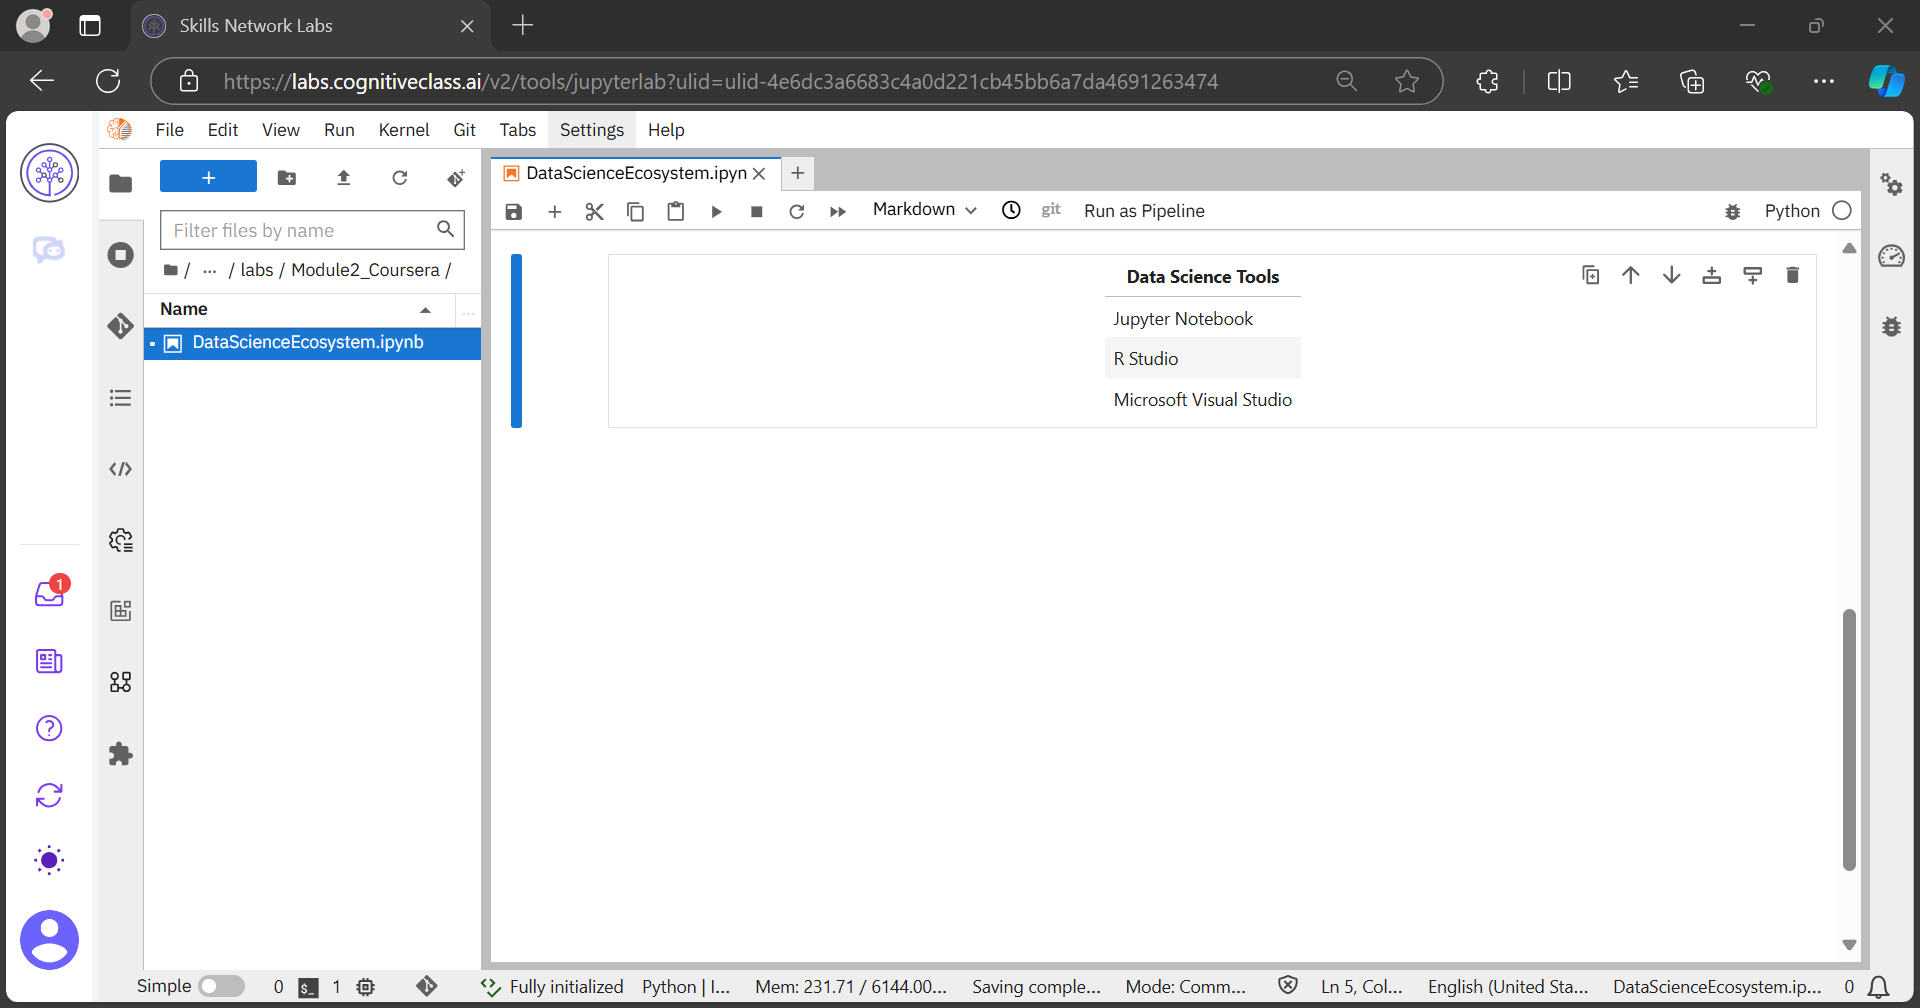 Skills Network Labs
https://labs.cognitiveclass.ai/v2/tools/jupyterlab?ulid=ulid-4e6dc3a6683c4a0d221cb45bb6a7da4691263474
File Edit View Run Kernel Git Tabs Settings Help
DataScienceEcosystem.ipyn
Markdown git Run as Pipeline Python
Filter files by name
/ ... / labs / Module2_Coursera /
Name
...
DataScienceEcosystem.ipynb
Data Science Tools
Jupyter Notebook
R Studio
Microsoft Visual Studio
1
Simple 0 $_ 1 Fully initialized Python | I... Mem: 231.71 / 6144.00... Saving comple... Mode: Comm... Ln 5, Col... English (United Sta... DataScienceEcosystem.ip... 0